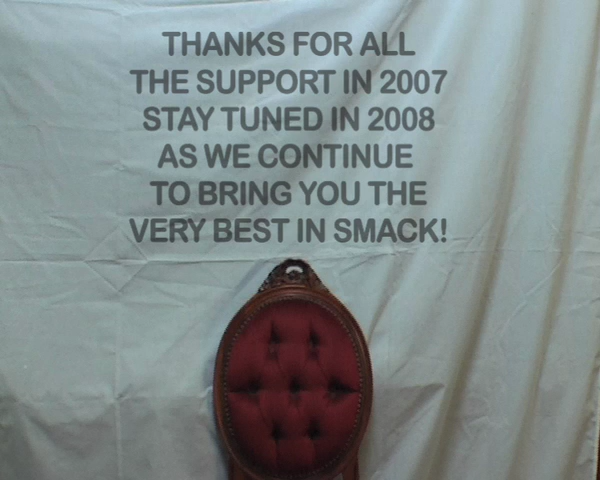 THANKS FOR ALL
THE SUPPORT IN 2007
STAY TUNED IN 2008
AS WE CONTINUE
TO BRING YOU THE
VERY BEST IN SMACK!